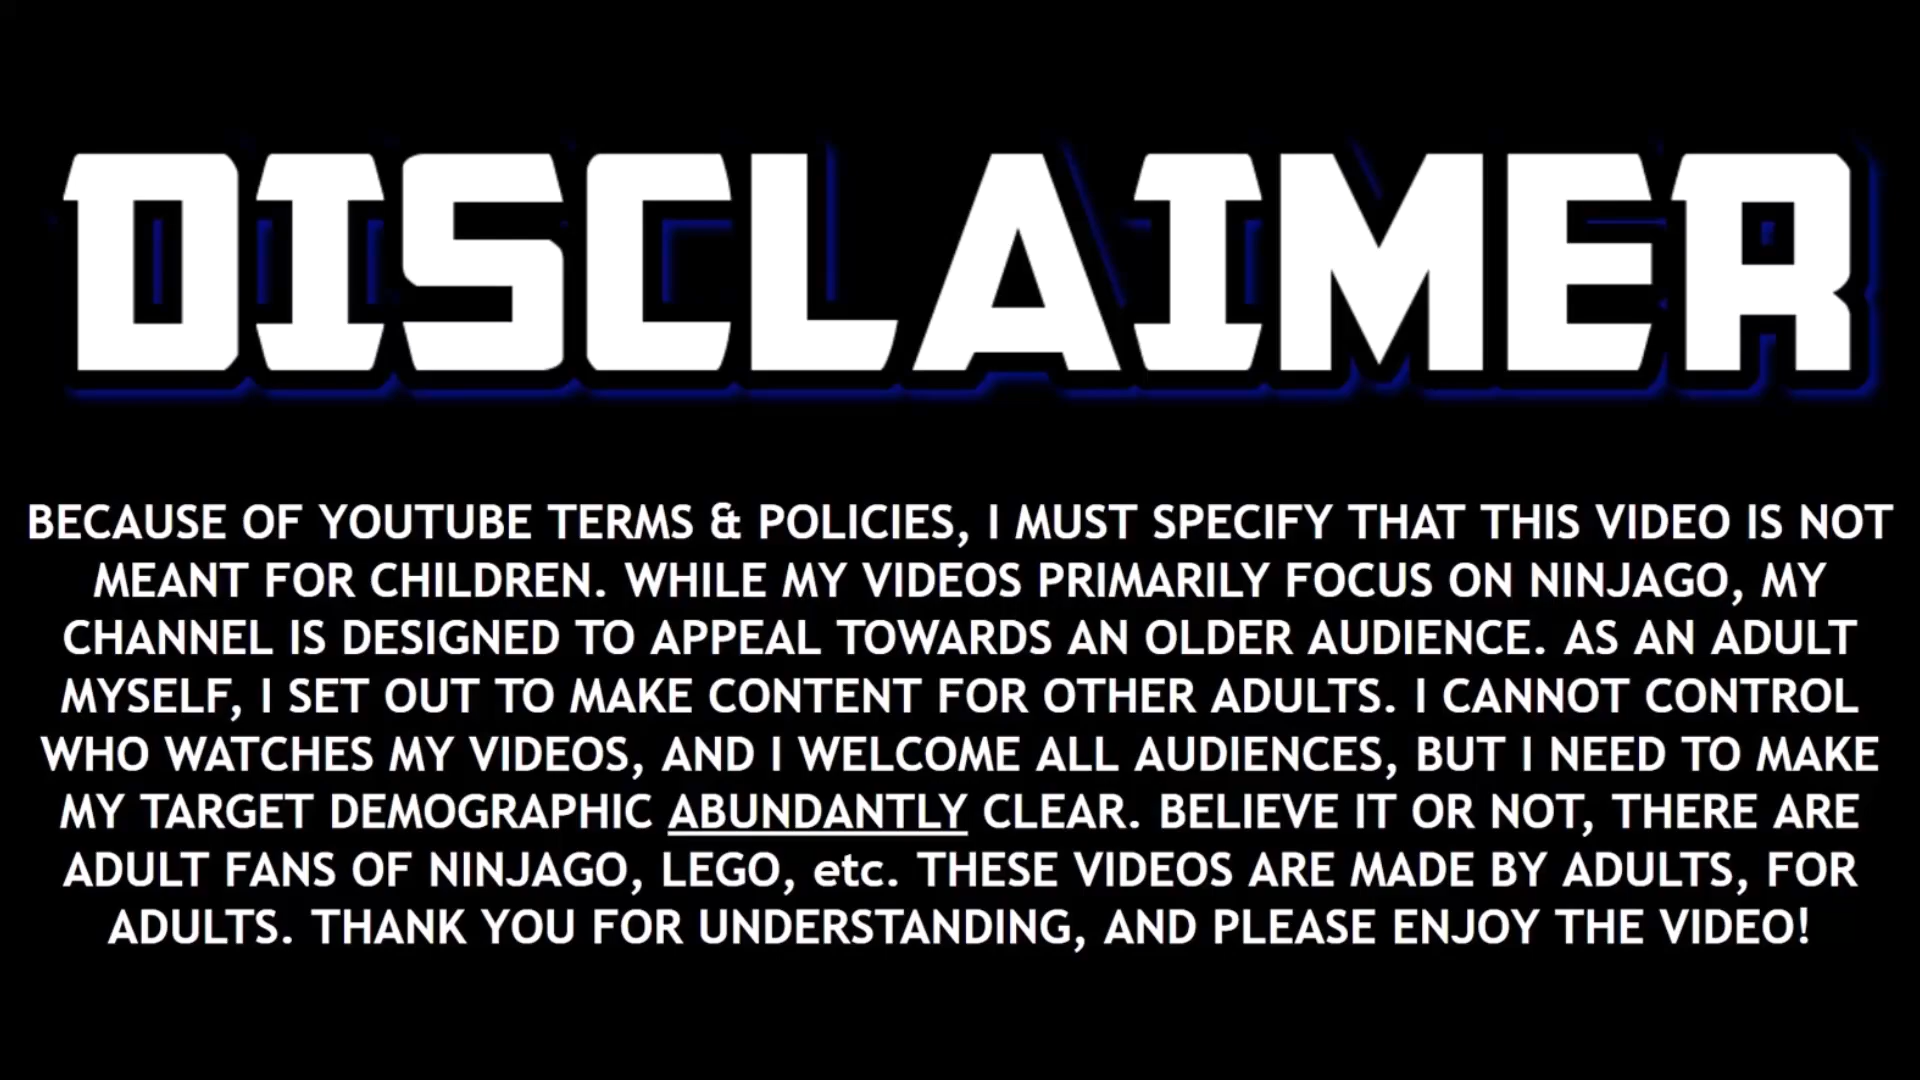 DISCLAIMER
BECAUSE OF YOUTUBE TERMS & POLICIES, I MUST SPECIFY THAT THIS VIDEO IS NOT
MEANT FOR CHILDREN. WHILE MY VIDEOS PRIMARILY FOCUS ON NINJAGO, MY
CHANNEL IS DESIGNED TO APPEAL TOWARDS AN OLDER AUDIENCE. AS AN ADULT
MYSELF, I SET OUT TO MAKE CONTENT FOR OTHER ADULTS. I CANNOT CONTROL
WHO WATCHES MY VIDEOS, AND I WELCOME ALL AUDIENCES, BUT I NEED TO MAKE
MY TARGET DEMOGRAPHIC ABUNDANTLY CLEAR. BELIEVE IT OR NOT, THERE ARE
ADULT FANS OF NINJAGO, LEGO, etc. THESE VIDEOS ARE MADE BY ADULTS, FOR
ADULTS. THANK YOU FOR UNDERSTANDING, AND PLEASE ENJOY THE VIDEO!